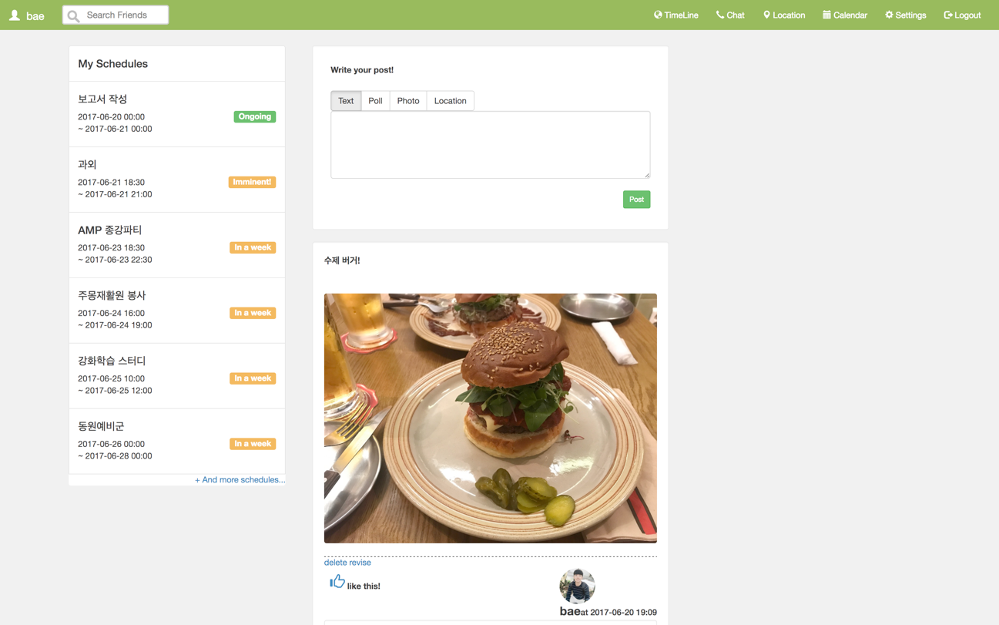 bae
Search Friends
TimeLine
Chat
Location
Calendar
Settings
Logout
My Schedules
보고서 작성
2017-06-20 00:00
~ 2017-06-21 00:00
Ongoing
과외
2017-06-21 18:30
~ 2017-06-21 21:00
Imminent!
AMP 종강파티
2017-06-23 18:30
~ 2017-06-23 22:30
In a week
주몽재활원 봉사
2017-06-24 16:00
~ 2017-06-24 19:00
In a week
강화학습 스터디
2017-06-25 10:00
~ 2017-06-25 12:00
In a week
동원예비군
2017-06-26 00:00
~ 2017-06-28 00:00
In a week
+ And more schedules...
Write your post!
Text
Poll
Photo
Location
Post
수제 버거!
delete revise
like this!
baeat 2017-06-20 19:09